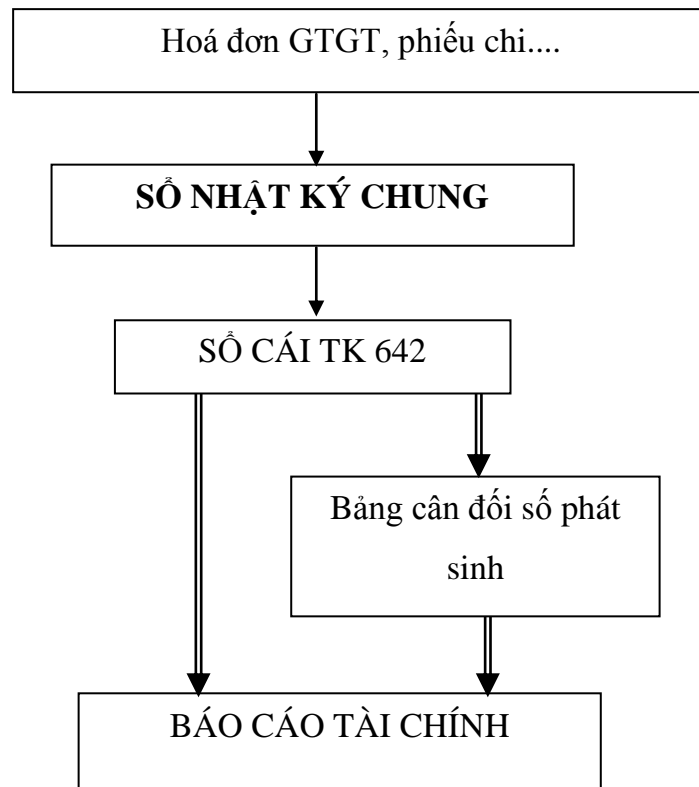 Hoá đơn GTGT, phiếu chi....
SỔ NHẬT KÝ CHUNG
SỔ CÁI TK 642
Bảng cân đối số phát
sinh
BÁO CÁO TÀI CHÍNH